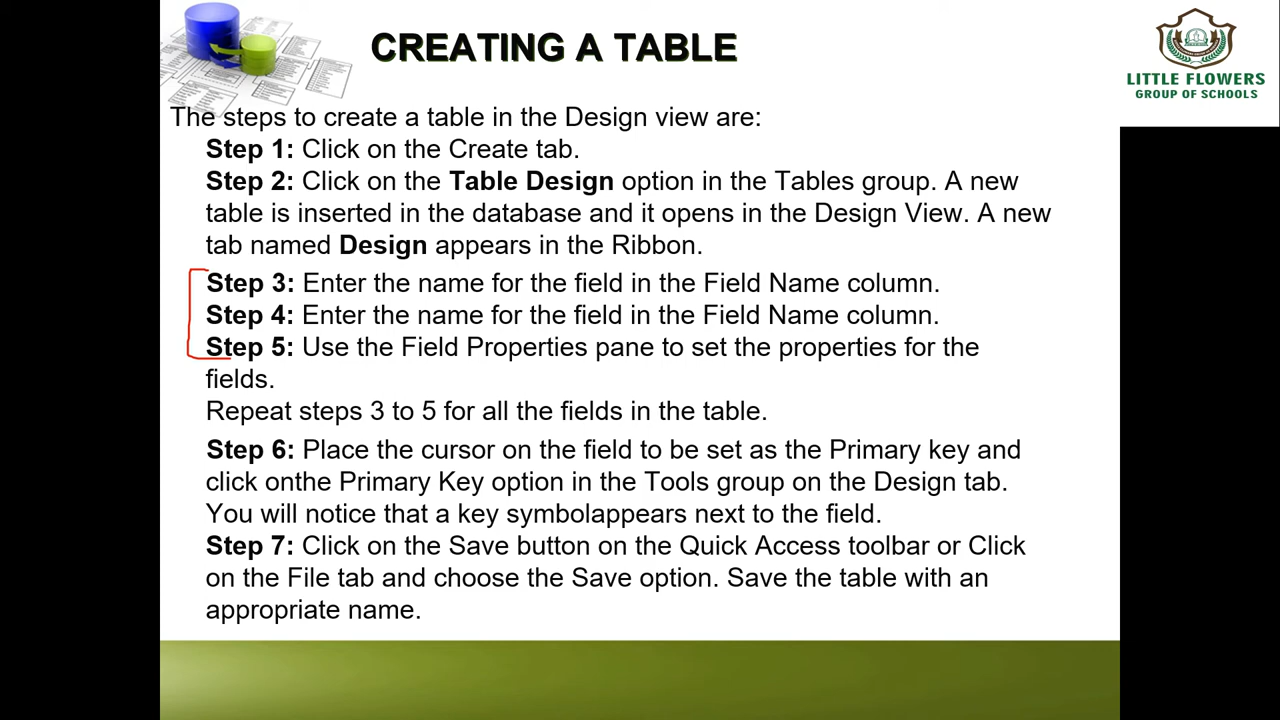 CREATING A TABLE
LITTLE FLOWERS
GROUP OF SCHOOLS
The steps to create a table in the Design view are:
Step 1: Click on the Create tab.
Step 2: Click on the Table Design option in the Tables group. A new
table is inserted in the database and it opens in the Design View. A new
tab named Design appears in the Ribbon.
Step 3: Enter the name for the field in the Field Name column.
Step 4: Enter the name for the field in the Field Name column.
Step 5: Use the Field Properties pane to set the properties for the
fields.
Repeat steps 3 to 5 for all the fields in the table.
Step 6: Place the cursor on the field to be set as the Primary key and
click onthe Primary Key option in the Tools group on the Design tab.
You will notice that a key symbolappears next to the field.
Step 7: Click on the Save button on the Quick Access toolbar or Click
on the File tab and choose the Save option. Save the table with an
appropriate name.